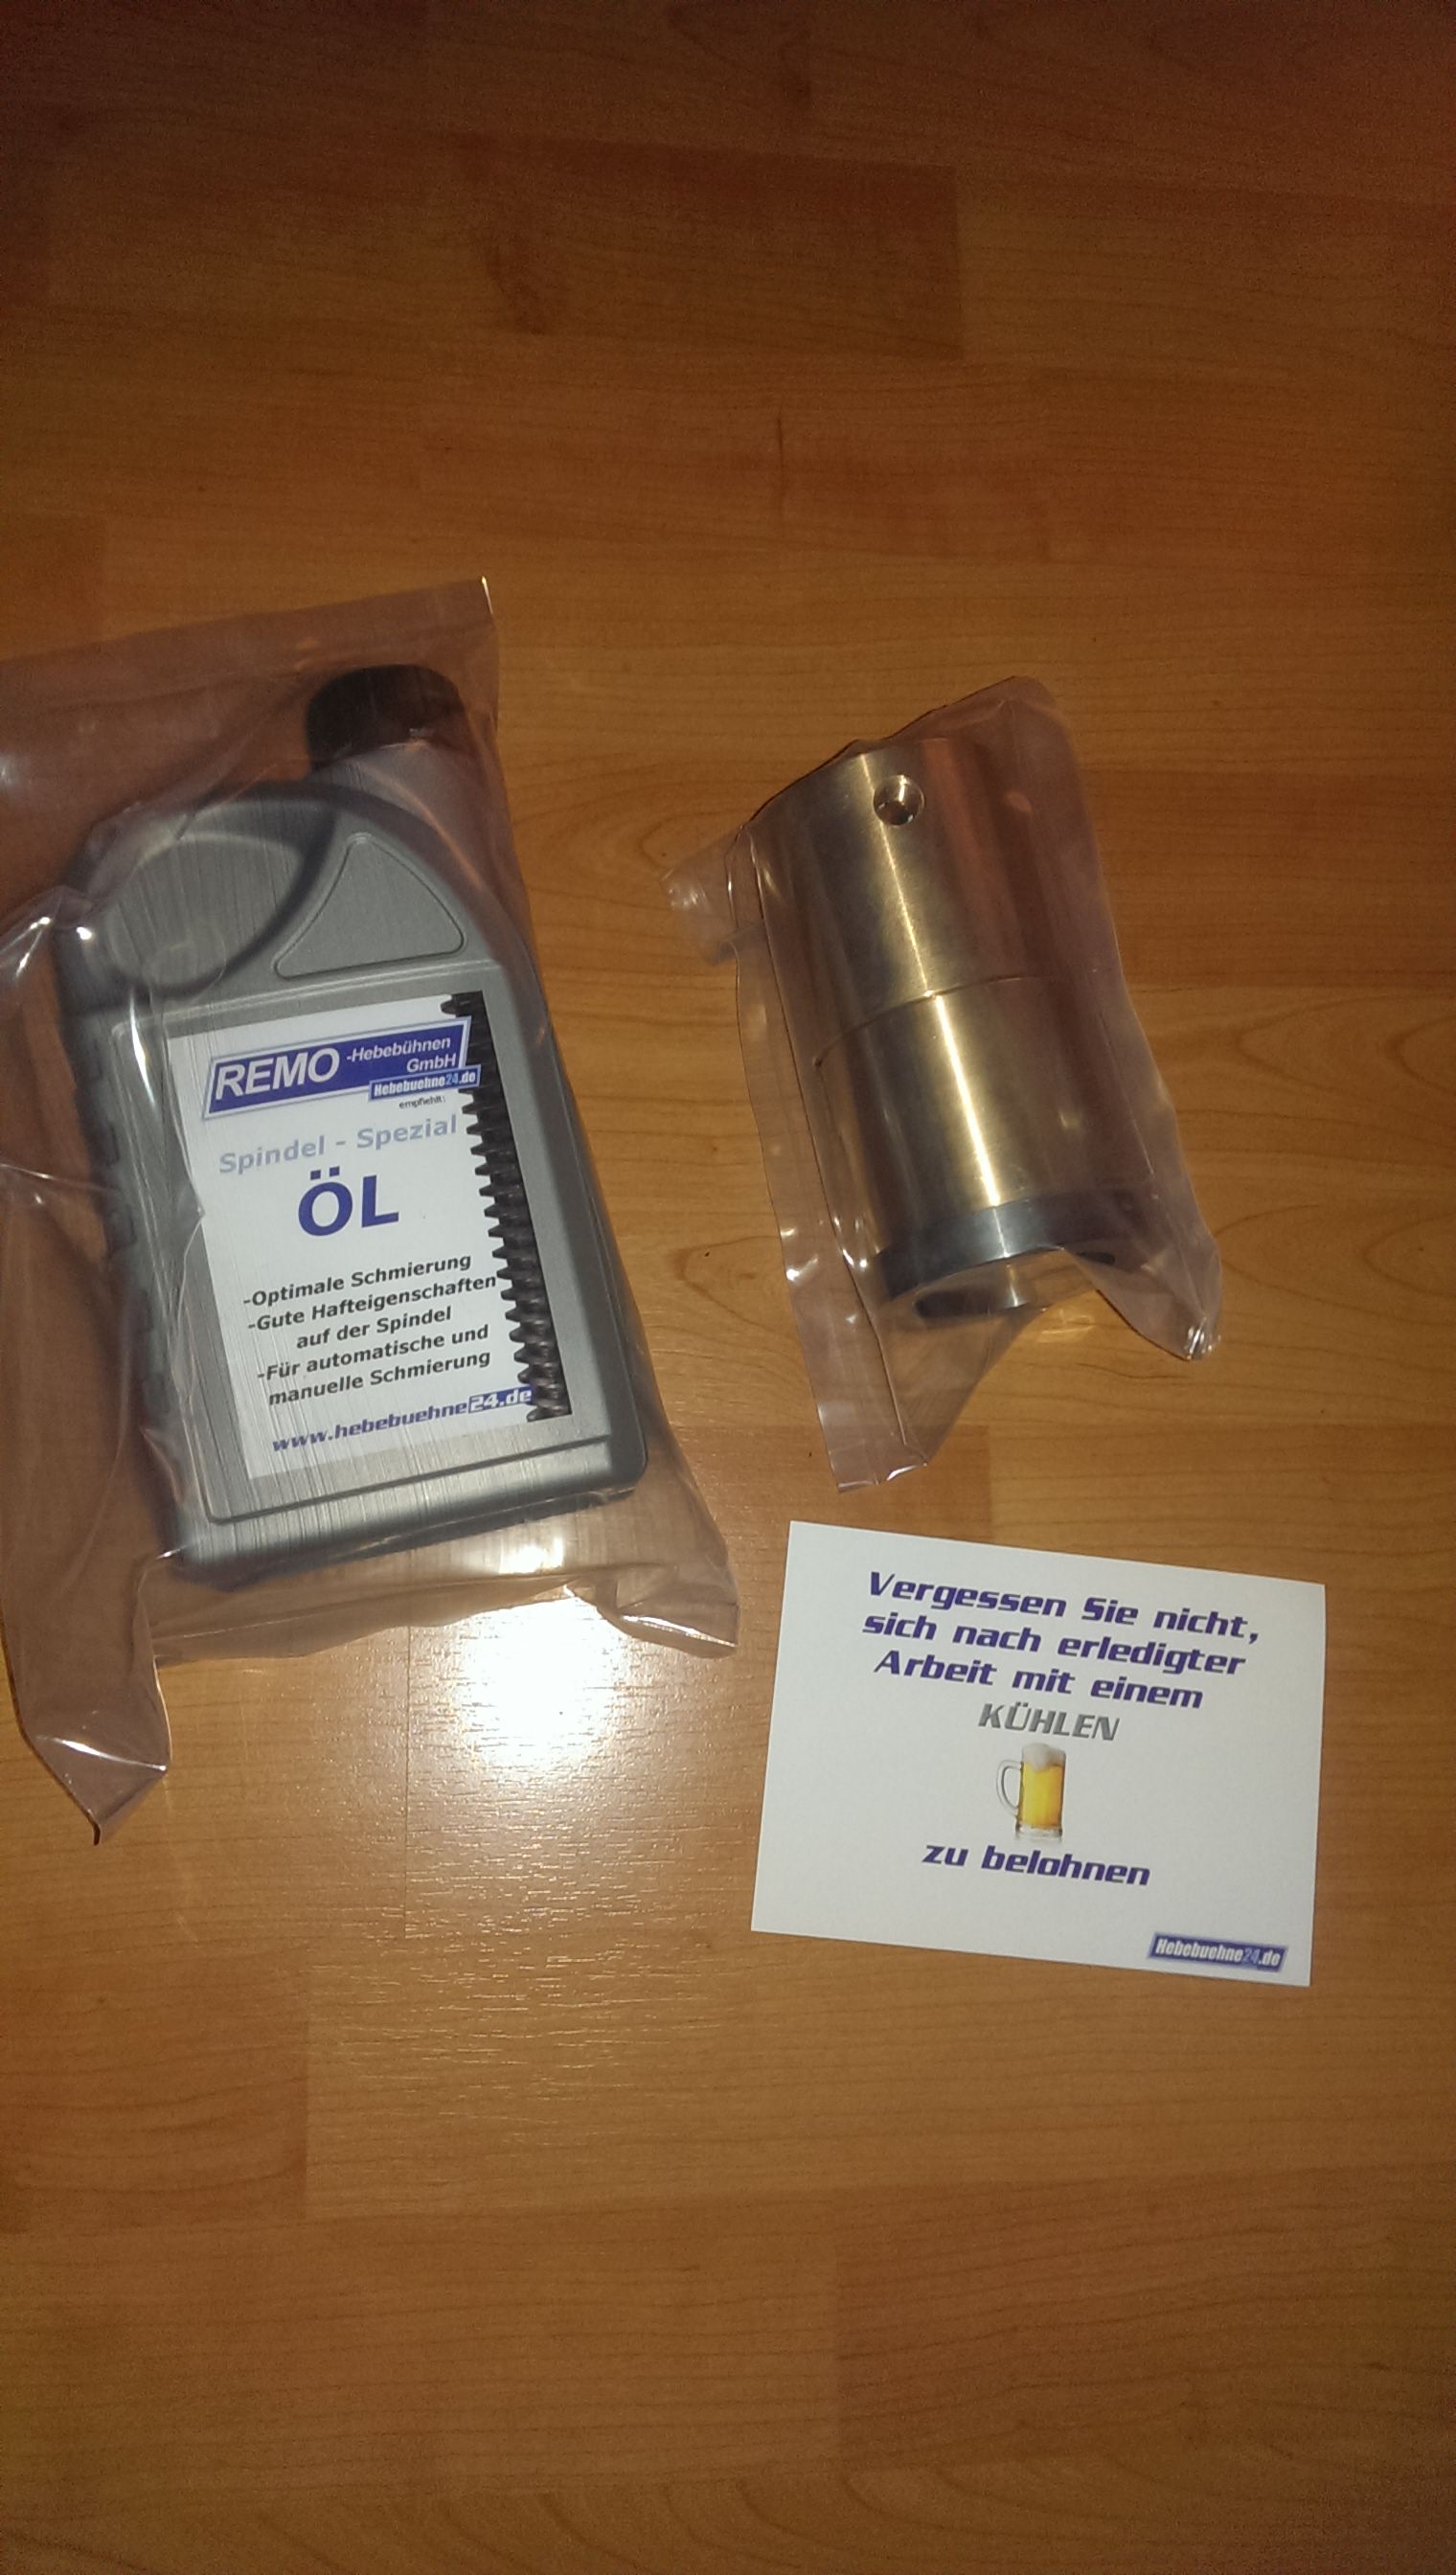 REMO -Hebebühnen
GmbH
Hebebuehne24.de
empfiehlt:
Spindel - Spezial
ÖL
-Optimale Schmierung
-Gute Hafteigenschaften
auf der Spindel
-Für automatische und
manuelle Schmierung
www.hebebuehne24.de
Vergessen Sie nicht,
sich nach erledigter
Arbeit mit einem
KÜHLEN
zu belohnen
Hebebuehne24.de